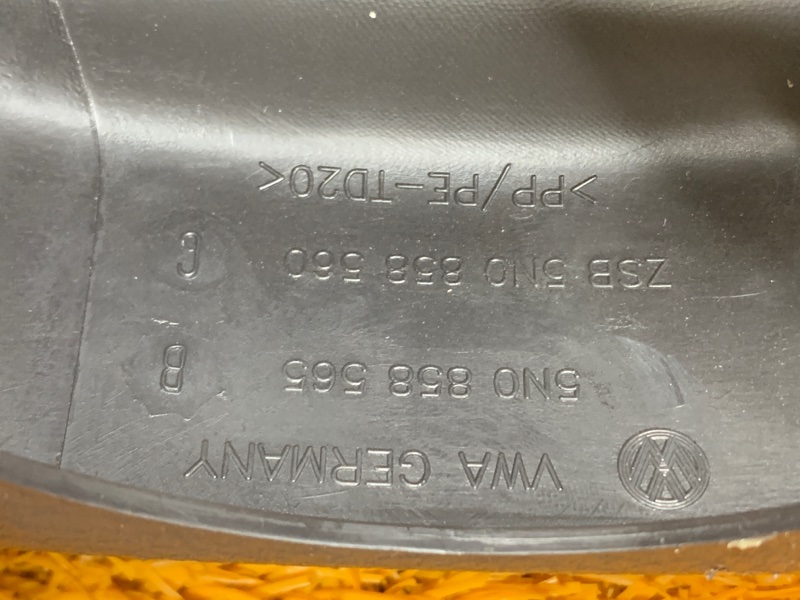 VWA GERMANY
5N0 858 565 B
ZSB 5N0 858 560 C
>PP/PE-TD20<